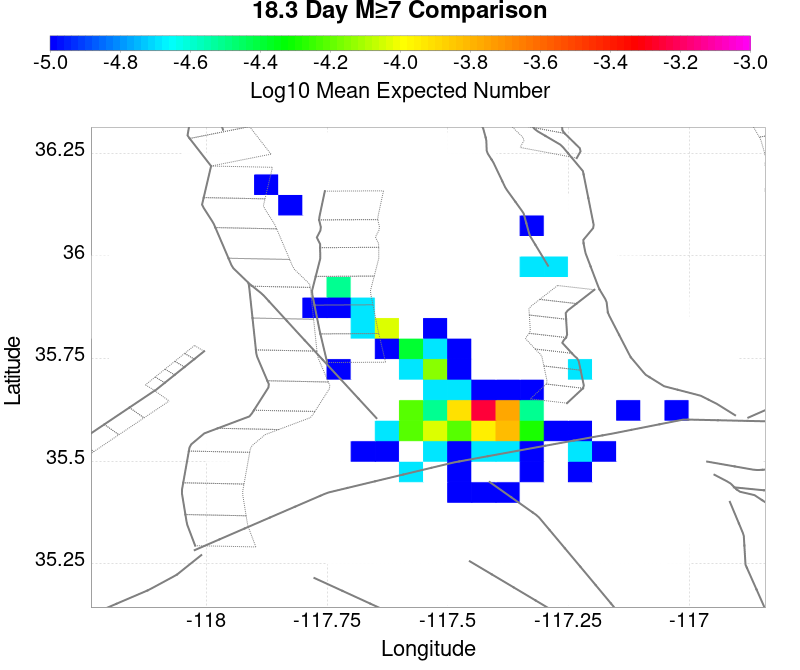 18.3 Day M≥7 Comparison
-5.0 -4.8 -4.6 -4.4 -4.2 -4.0 -3.8 -3.6 -3.4 -3.2 -3.0
Log10 Mean Expected Number
36.25
36
35.75
35.5
35.25
Latitude
-118 -117.75 -117.5 -117.25 -117
Longitude